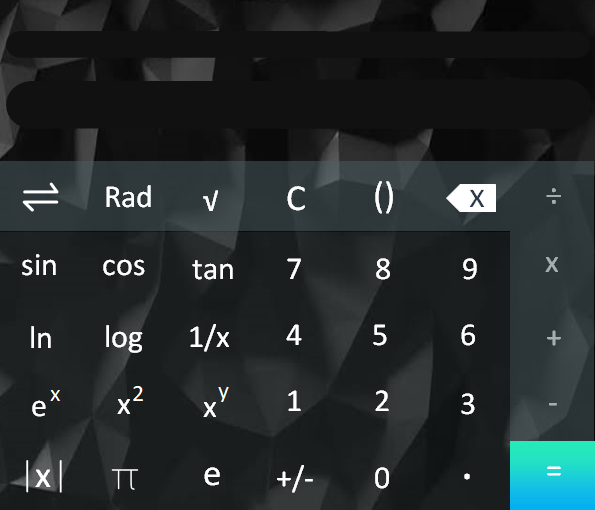 ⇌ Rad √ C () X ÷
sin cos tan 7 8 9 x
ln log 1/x 4 5 6 +
eˣ x² xʸ 1 2 3 -
|x| π e +/- 0 . =